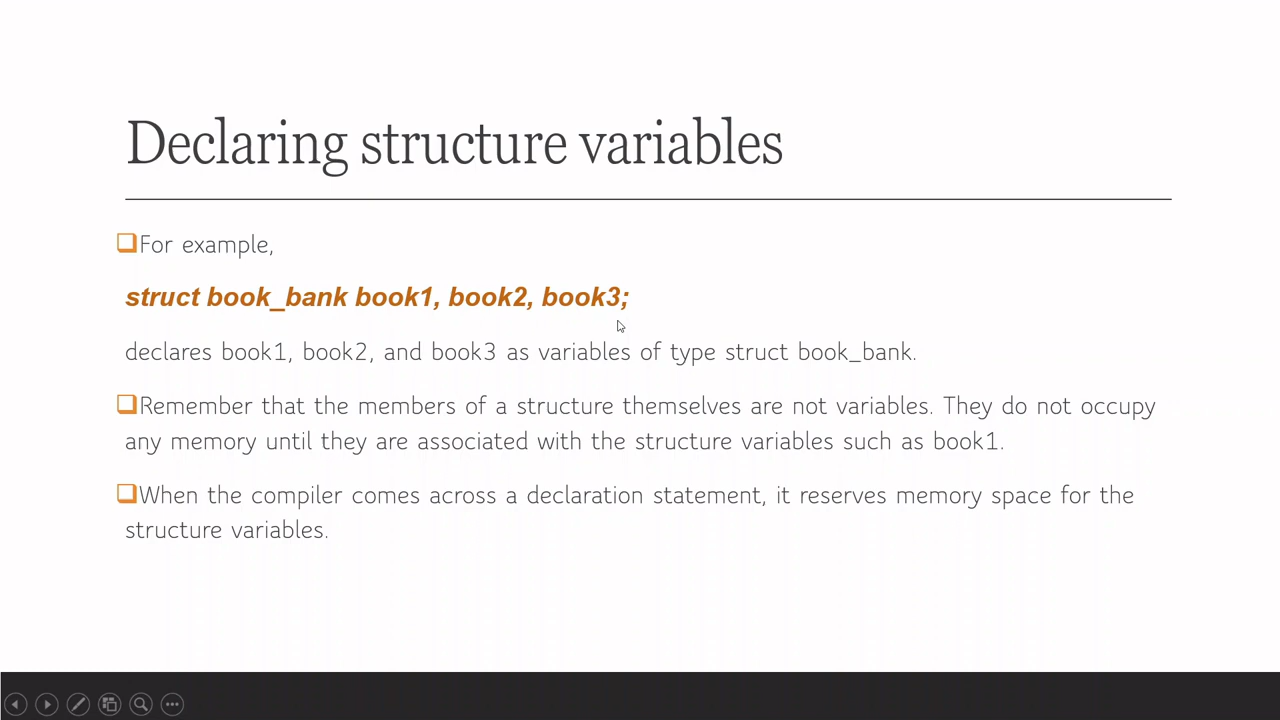 Declaring structure variables
For example,
struct book_bank book1, book2, book3;
declares book1, book2, and book3 as variables of type struct book_bank.
Remember that the members of a structure themselves are not variables. They do not occupy
any memory until they are associated with the structure variables such as book1.
When the compiler comes across a declaration statement, it reserves memory space for the
structure variables.